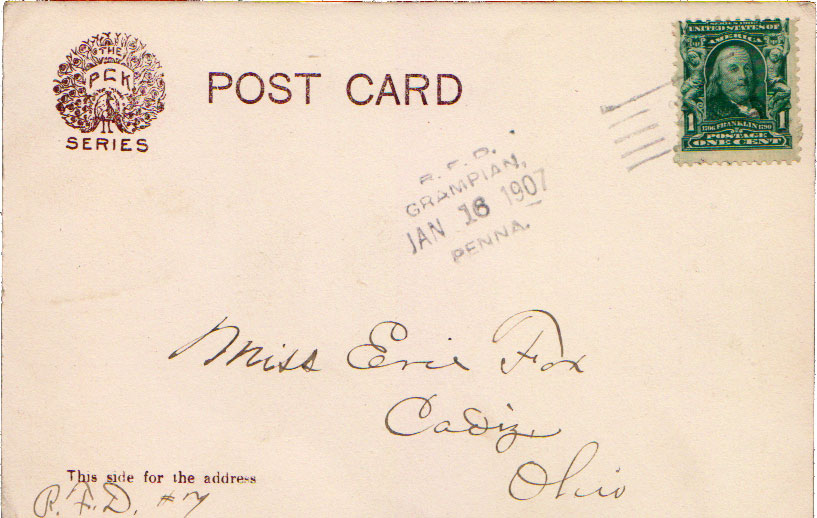 THE
PCK
SERIES
POST CARD
UNITED STATES OF
AMERICA
1 1706 FRANKLIN 1790 1
POSTAGE
ONE CENT
R. F. D.
GRAMPIAN,
JAN 16 1907
PENNA.
Miss Evie Fox
Cadiz
Ohio
This side for the address
R.F.D. #7